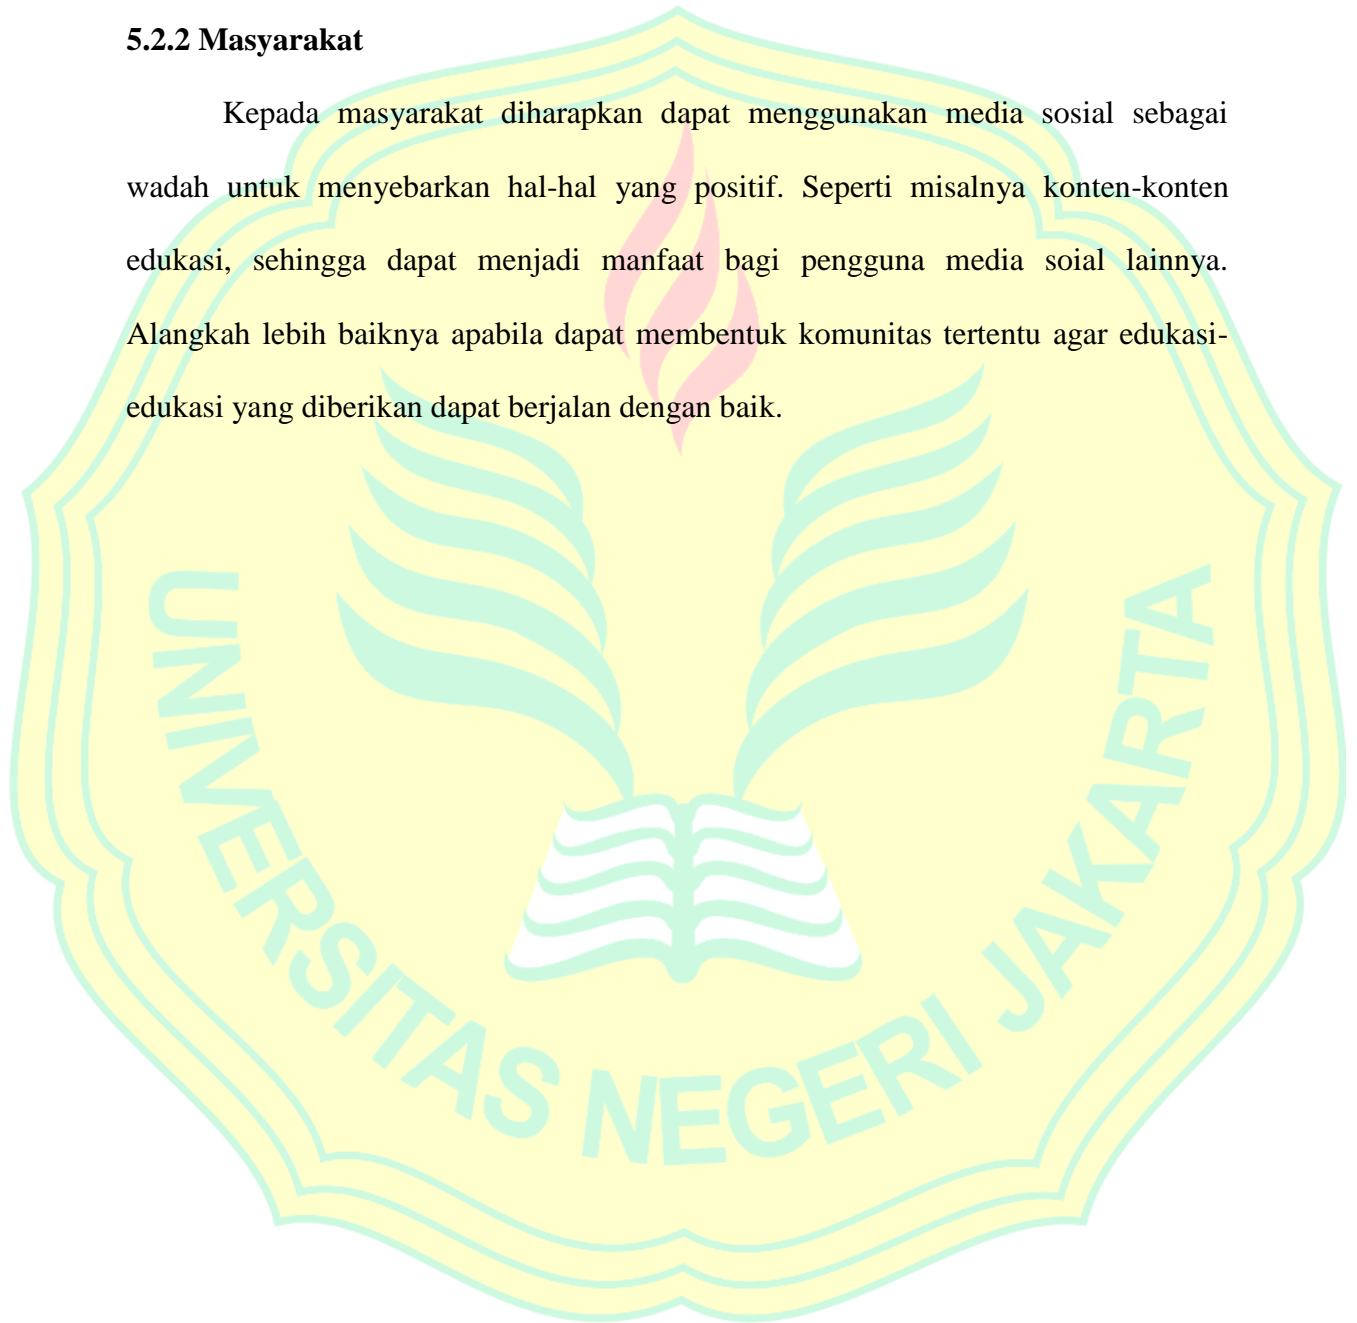 5.2.2 Masyarakat
Kepada masyarakat diharapkan dapat menggunakan media sosial sebagai
wadah untuk menyebarkan hal-hal yang positif. Seperti misalnya konten-konten
edukasi, sehingga dapat menjadi manfaat bagi pengguna media soial lainnya.
Alangkah lebih baiknya apabila dapat membentuk komunitas tertentu agar edukasi-
edukasi yang diberikan dapat berjalan dengan baik.
UNIVERSITAS NEGERI JAKARTA